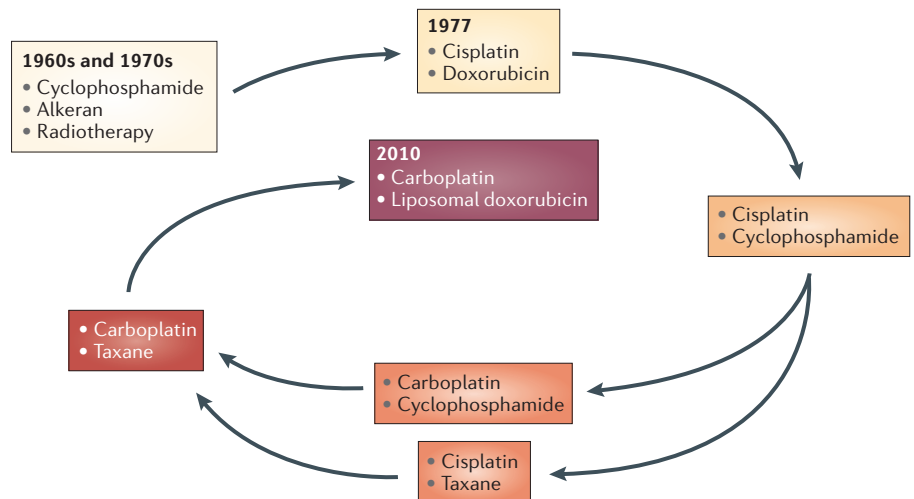 1960s and 1970s
• Cyclophosphamide
• Alkeran
• Radiotherapy
1977
• Cisplatin
• Doxorubicin
• Cisplatin
• Cyclophosphamide
• Carboplatin
• Cyclophosphamide
• Cisplatin
• Taxane
• Carboplatin
• Taxane
2010
• Carboplatin
• Liposomal doxorubicin